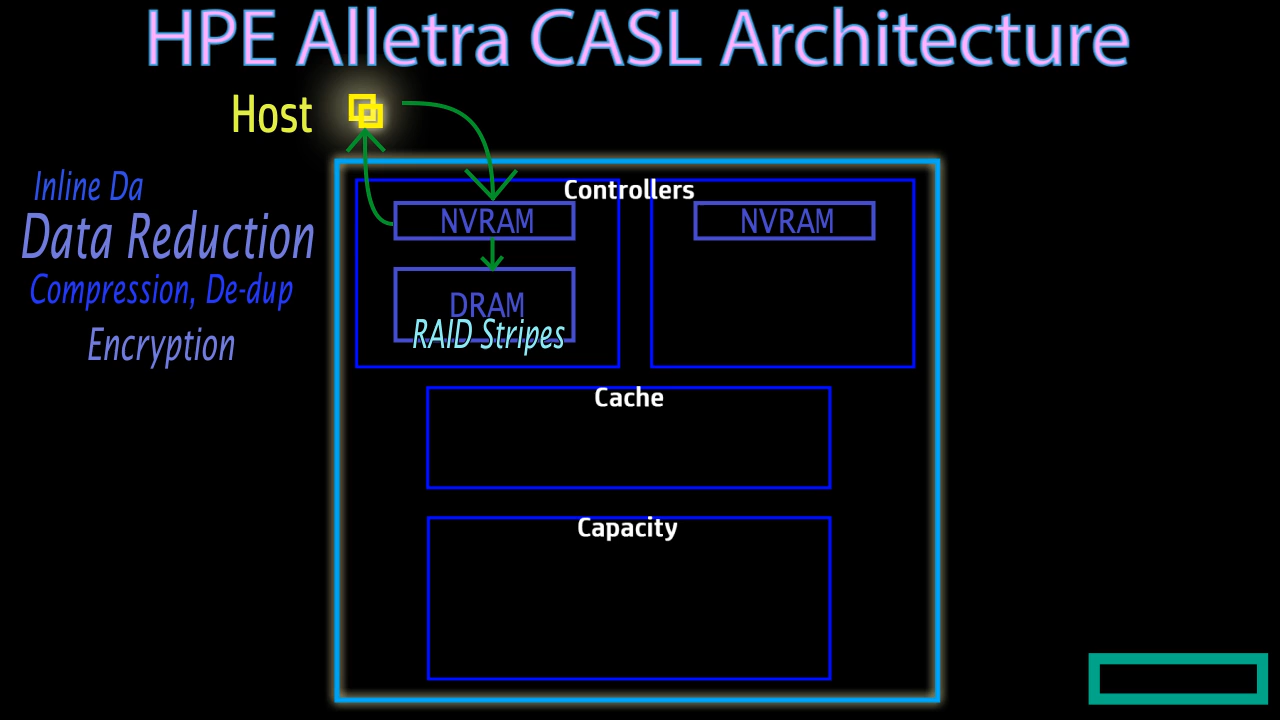 HPE Alletra CASL Architecture
Host
Inline Da
Data Reduction
Compression, De-dup
Encryption
Controllers
NVRAM
NVRAM
DRAM
RAID Stripes
Cache
Capacity